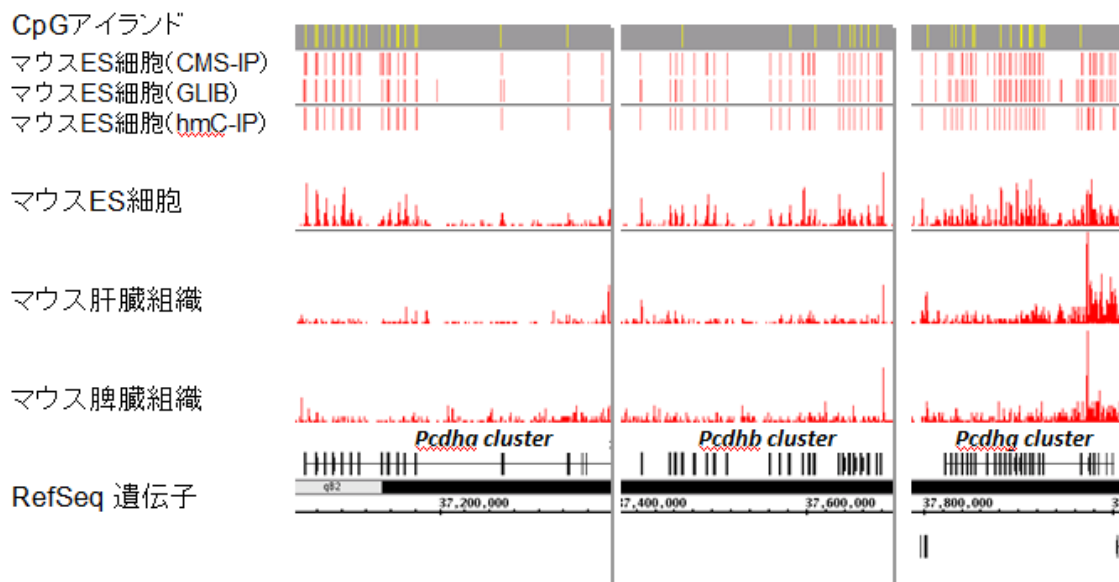 CpGアイランド
マウスES細胞(CMS-IP)
マウスES細胞(GLIB)
マウスES細胞(hmC-IP)
マウスES細胞
マウス肝臓組織
マウス脾臓組織
Pcdha cluster
Pcdhb cluster
Pcdhg cluster
RefSeq 遺伝子
qB2
37,200,000
37,400,000
37,600,000
37,800,000